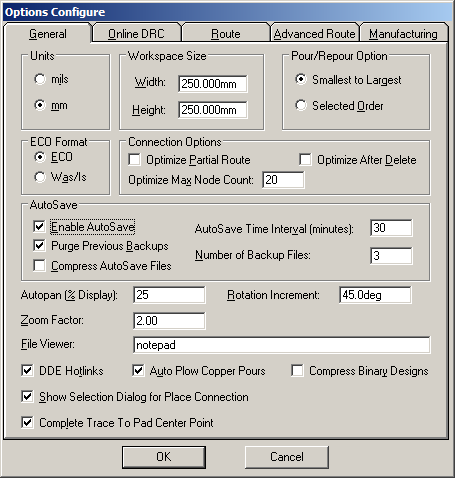 Options Configure
General Online DRC Route Advanced Route Manufacturing
Units Workspace Size Pour/Repour Option
mils Width: 250.000mm Smallest to Largest
mm Height: 250.000mm Selected Order
ECO Format Connection Options
ECO Optimize Partial Route Optimize After Delete
Was/Is Optimize Max Node Count: 20
AutoSave
Enable AutoSave AutoSave Time Interval (minutes): 30
Purge Previous Backups Number of Backup Files: 3
Compress AutoSave Files
Autopan (% Display): 25 Rotation Increment: 45.0deg
Zoom Factor: 2.00
File Viewer: notepad
DDE Hotlinks Auto Plow Copper Pours Compress Binary Designs
Show Selection Dialog for Place Connection
Complete Trace To Pad Center Point
OK Cancel